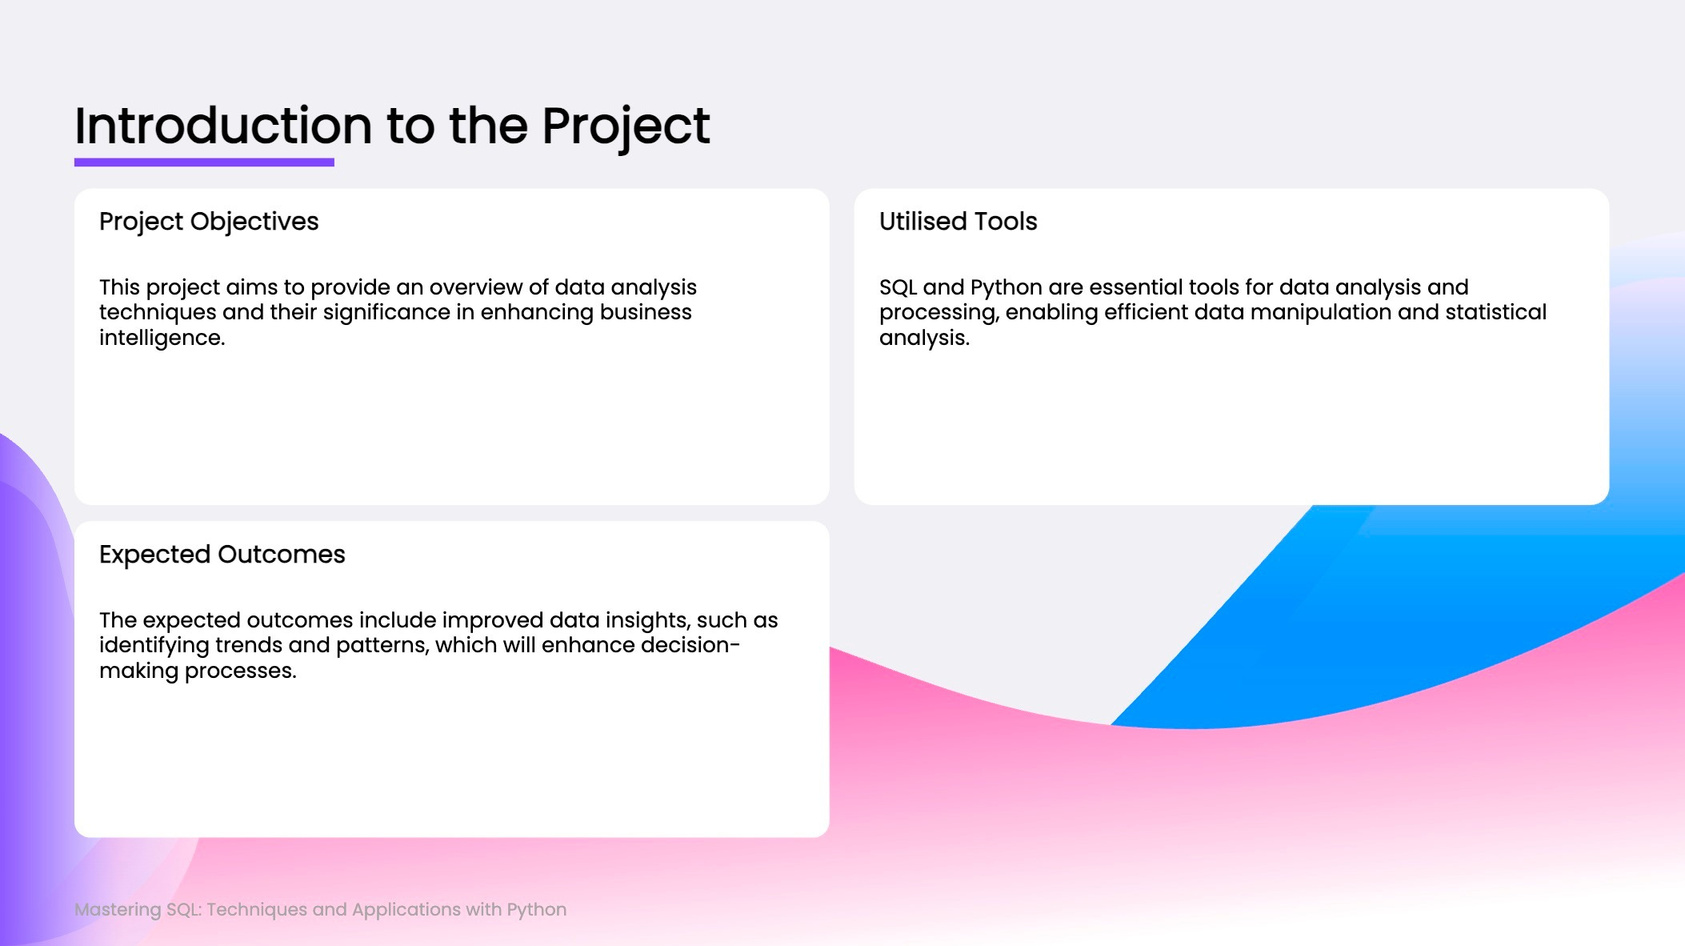 Introduction to the Project
Project Objectives
This project aims to provide an overview of data analysis
techniques and their significance in enhancing business
intelligence.
Utilised Tools
SQL and Python are essential tools for data analysis and
processing, enabling efficient data manipulation and statistical
analysis.
Expected Outcomes
The expected outcomes include improved data insights, such as
identifying trends and patterns, which will enhance decision-
making processes.
Mastering SQL: Techniques and Applications with Python